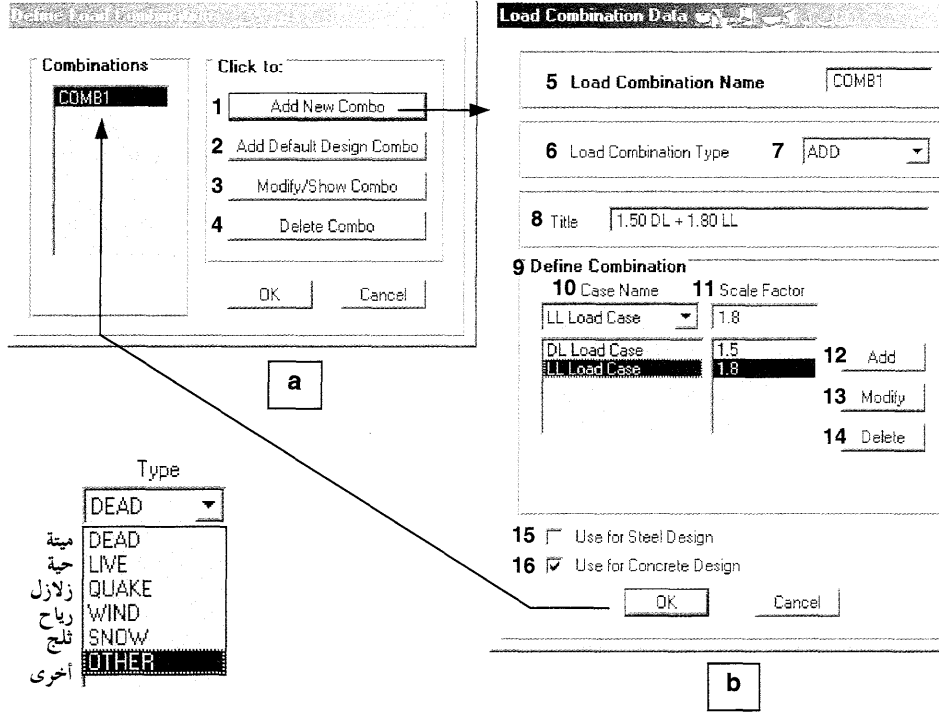 Define Load Combinations
Combinations
COMB1
Click to:
1 Add New Combo
2 Add Default Design Combo
3 Modify/Show Combo
4 Delete Combo
OK Cancel
a
Load Combination Data
5 Load Combination Name COMB1
6 Load Combination Type 7 ADD
8 Title 1.50 DL + 1.80 LL
9 Define Combination
10 Case Name 11 Scale Factor
LL Load Case 1.8
DL Load Case 1.5
LL Load Case 1.8
12 Add
13 Modify
14 Delete
15 Use for Steel Design
16 Use for Concrete Design
OK Cancel
b
Type
DEAD
ميتة DEAD
حية LIVE
زلازل QUAKE
رياح WIND
ثلج SNOW
أخرى OTHER